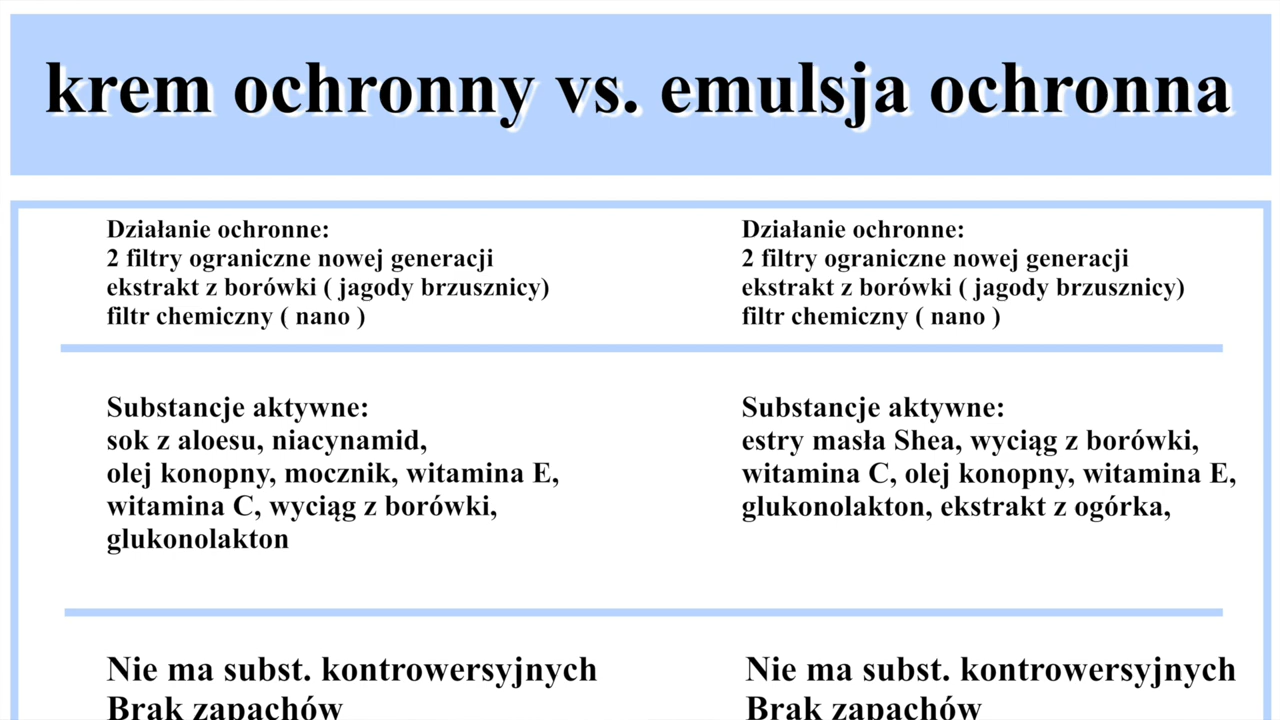 krem ochronny vs. emulsja ochronna
Działanie ochronne:
2 filtry ograniczne nowej generacji
ekstrakt z borówki ( jagody brzusznicy)
filtr chemiczny ( nano )
Działanie ochronne:
2 filtry ograniczne nowej generacji
ekstrakt z borówki ( jagody brzusznicy)
filtr chemiczny ( nano )
Substancje aktywne:
sok z aloesu, niacynamid,
olej konopny, mocznik, witamina E,
witamina C, wyciąg z borówki,
glukonolakton
Substancje aktywne:
estry masła Shea, wyciąg z borówki,
witamina C, olej konopny, witamina E,
glukonolakton, ekstrakt z ogórka,
Nie ma subst. kontrowersyjnych
Brak zapachów
Nie ma subst. kontrowersyjnych
Brak zapachów